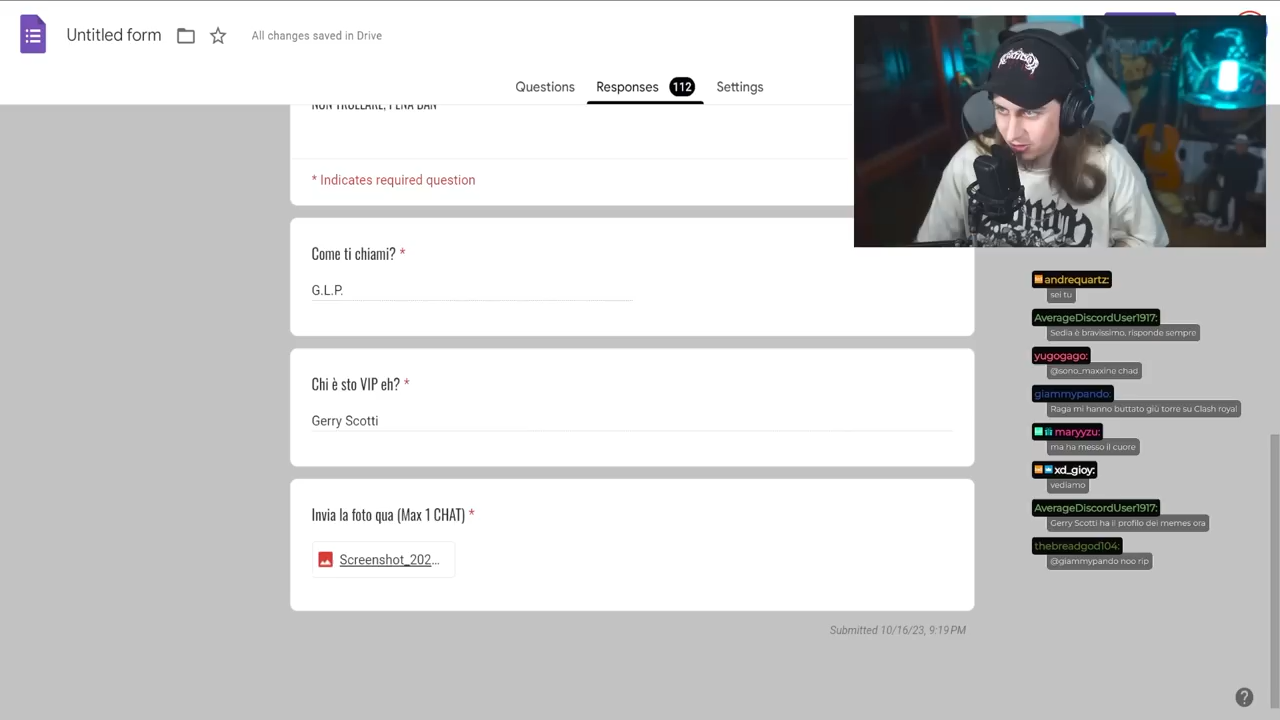 Untitled form
All changes saved in Drive
Questions
Responses 112
Settings
NON TROLLARE, PENA BAN
* Indicates required question
Come ti chiami? *
G.L.P.
Chi è sto VIP eh? *
Gerry Scotti
Invia la foto qua (Max 1 CHAT) *
Screenshot_202...
Submitted 10/16/23, 9:19 PM
andrequartz:
sei tu
AverageDiscordUser1917:
Sedia è bravissimo, risponde sempre
yugogago:
@sono_maxxine chad
giammypando:
Raga mi hanno buttato giù torre su Clash royal
maryyzu:
ma ha messo il cuore
xd_gioy:
vediamo
AverageDiscordUser1917:
Gerry Scotti ha il profilo dei memes ora
thebreadgod104:
@giammypando noo rip